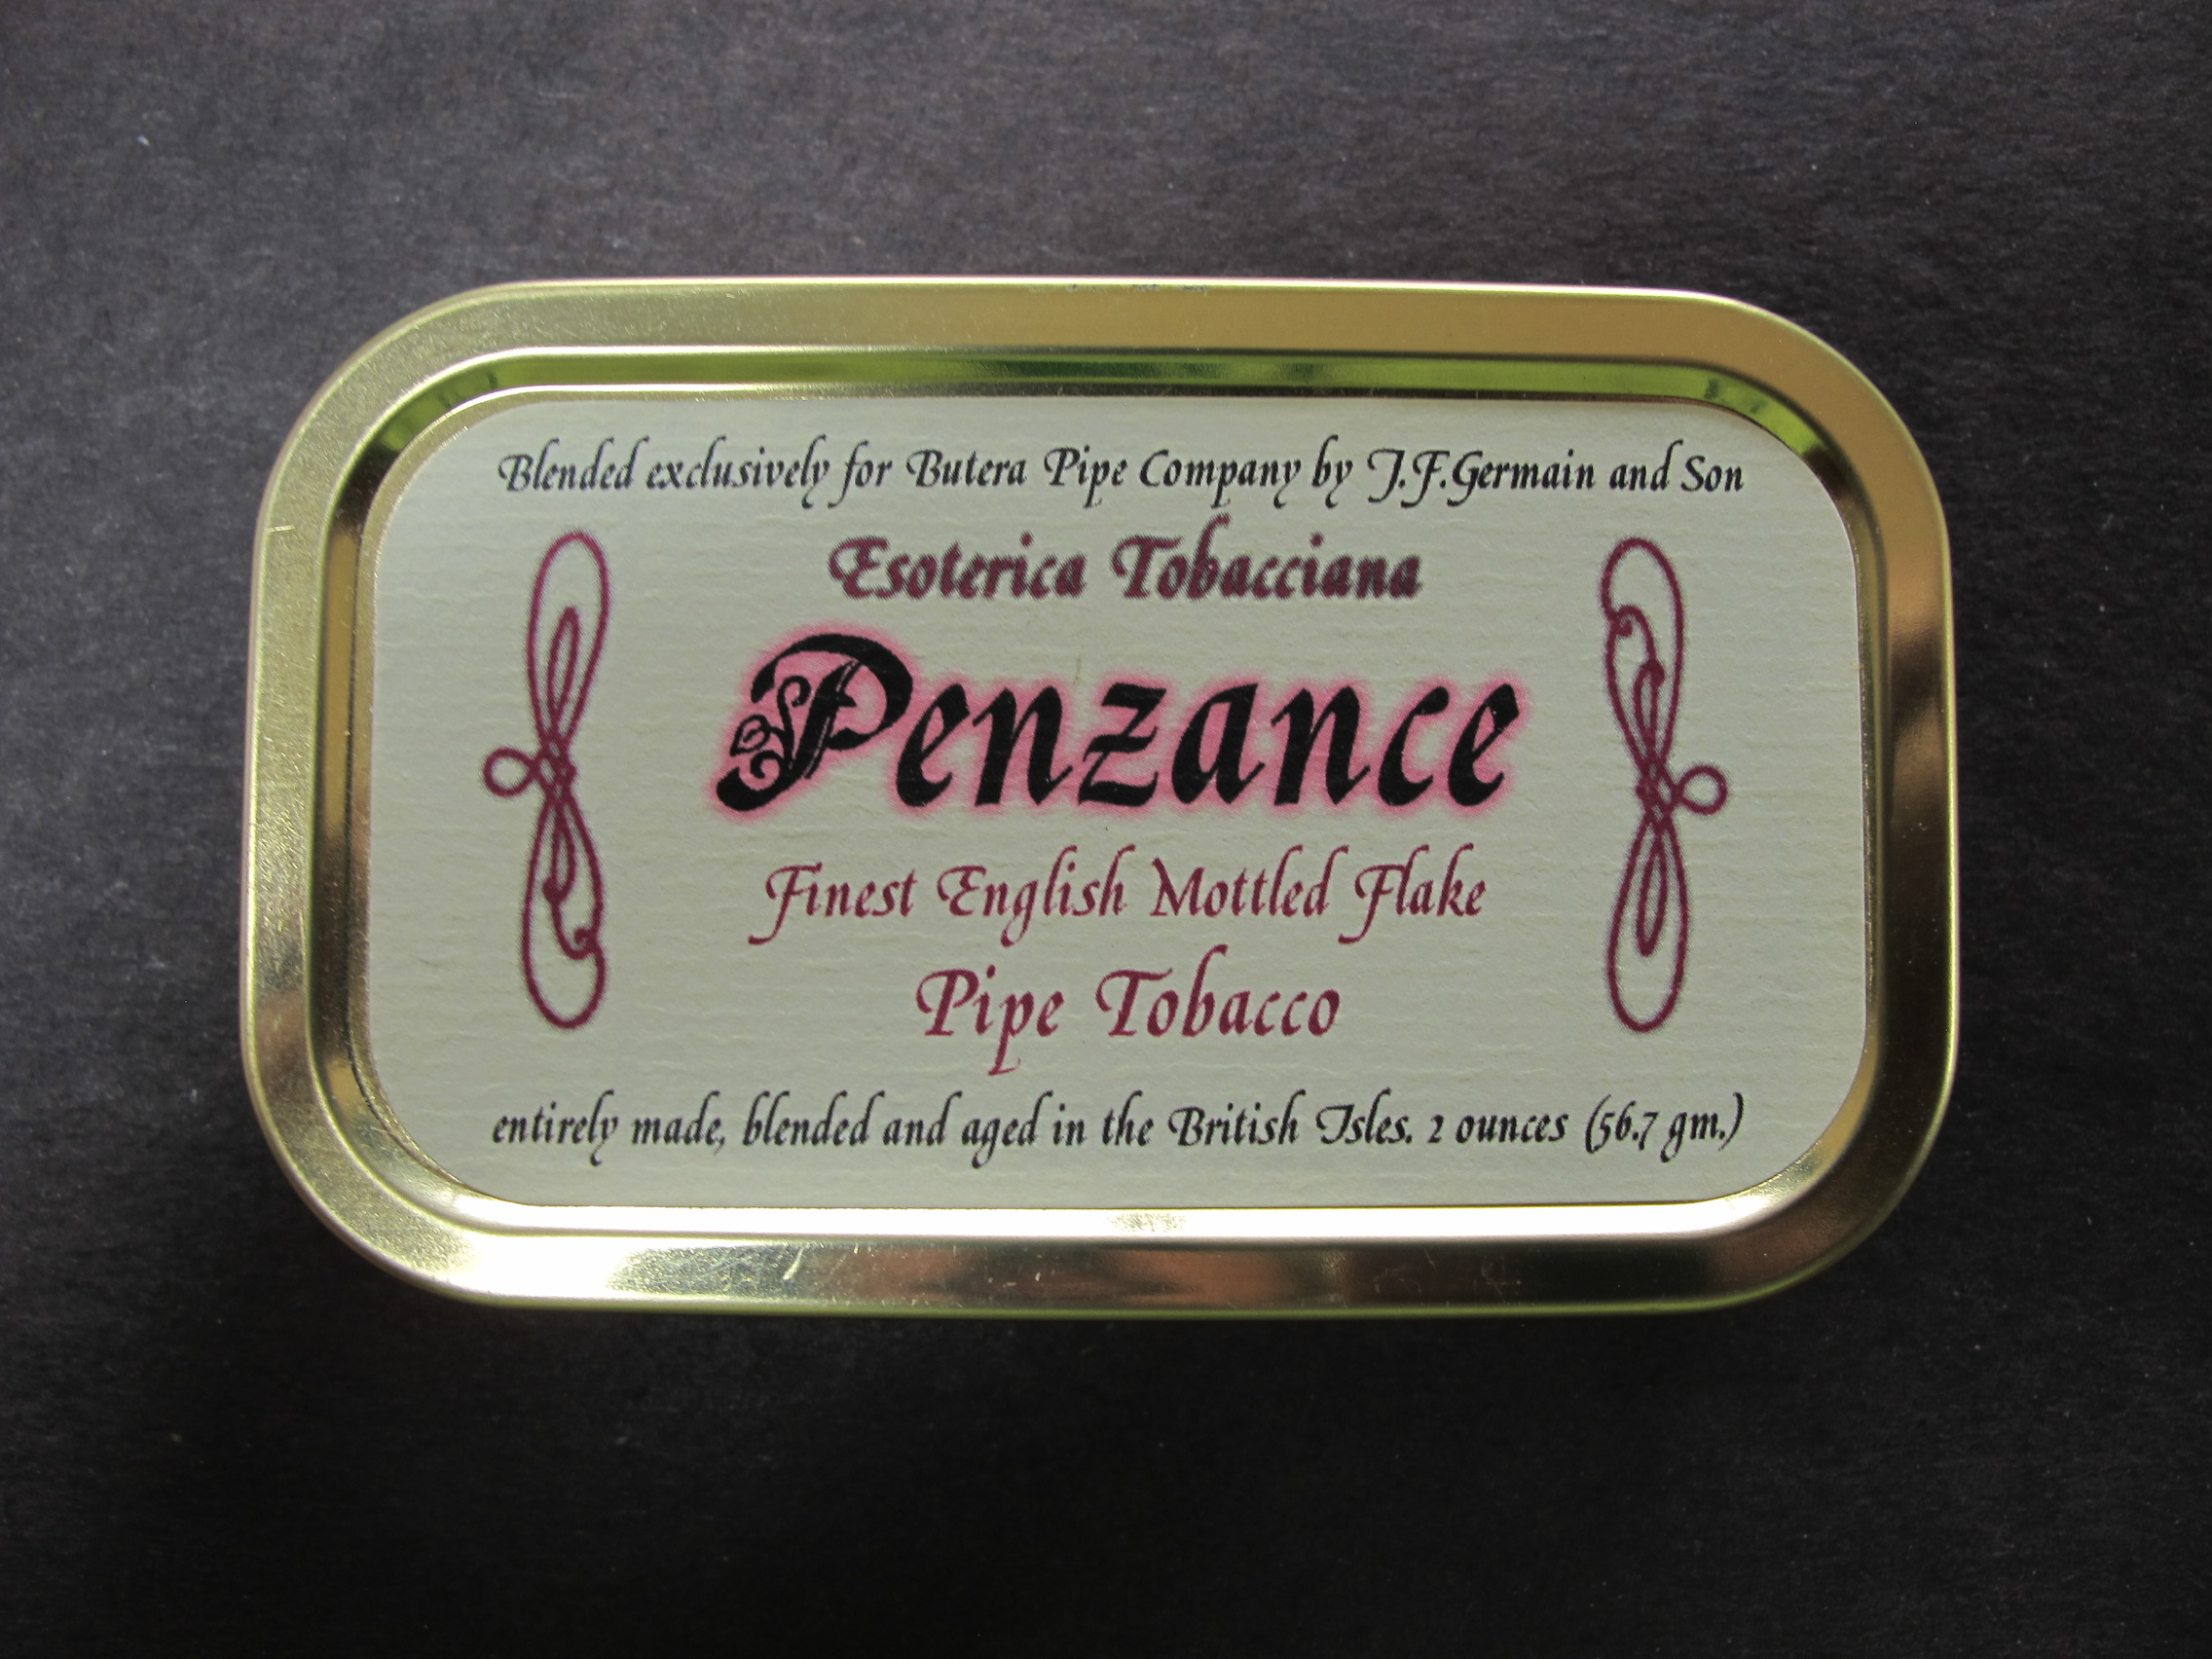 Blended exclusively for Butera Pipe Company by J.F.Germain and Son
Esoterica Tobacciana
Penzance
Finest English Mottled Flake
Pipe Tobacco
entirely made, blended and aged in the British Isles. 2 ounces (56.7 gm.)